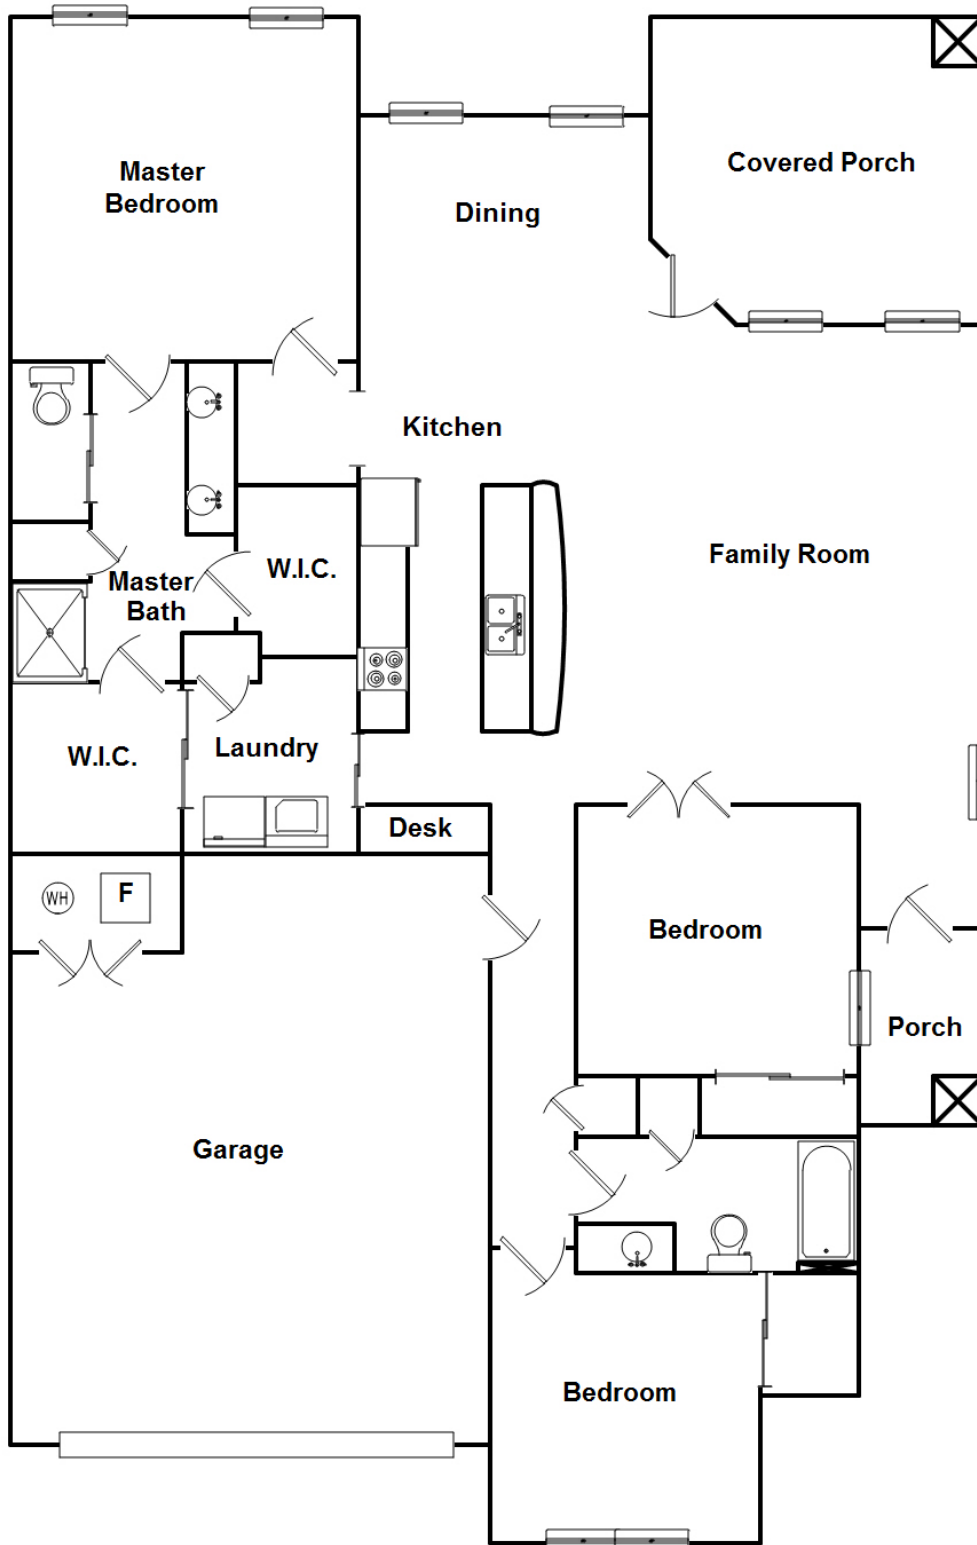 Master
Bedroom
Covered Porch
Dining
Kitchen
Family Room
W.I.C.
Master
Bath
W.I.C.
Laundry
Desk
WH
F
Bedroom
Porch
Garage
Bedroom